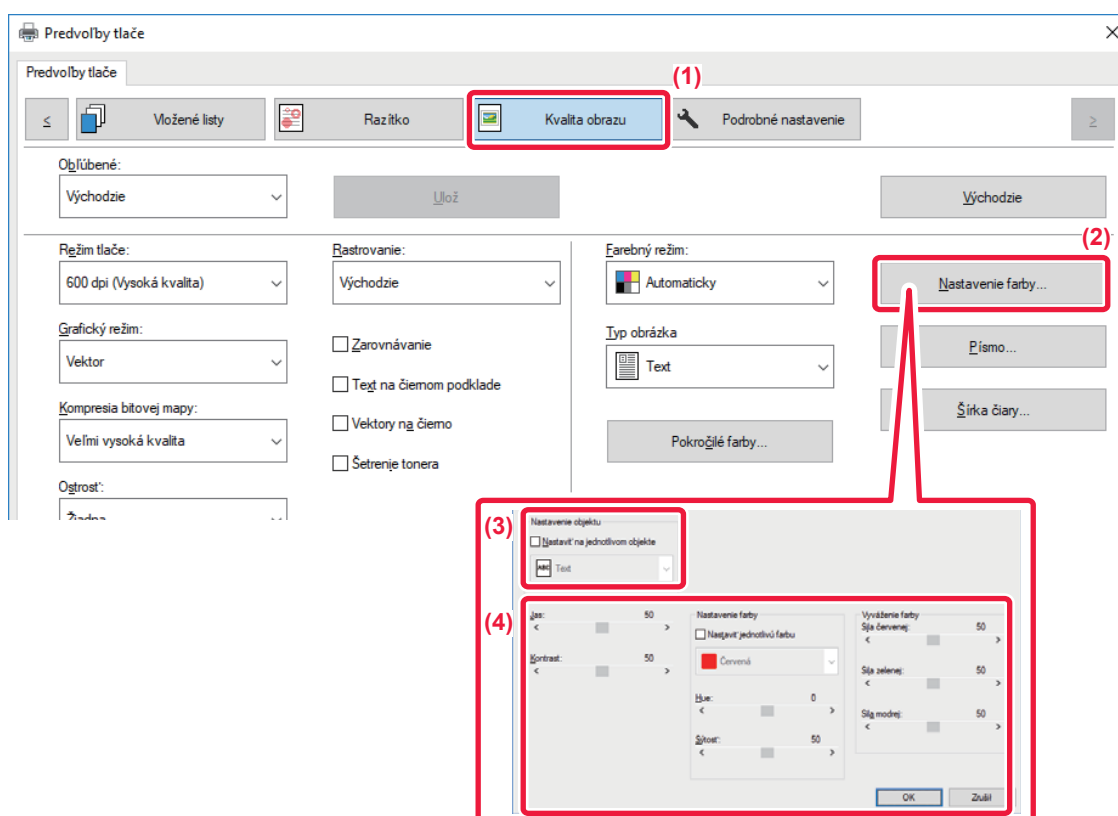 Predvoľby tlače
Predvoľby tlače
(1)
<
Vložené listy
Razítko
Kvalita obrazu
Podrobné nastavenie
>
Obľúbené:
Východzie
Ulož
Východzie
(2)
Režim tlače:
600 dpi (Vysoká kvalita)
Rastrovanie:
Východzie
Farebný režim:
Automaticky
Nastavenie farby...
Grafický režim:
Vektor
Zarovnávanie
Typ obrázka
Text
Písmo...
Text na čiernom podklade
Kompresia bitovej mapy:
Veľmi vysoká kvalita
Vektory na čierno
Pokročilé farby...
Šírka čiary...
Šetrenie tonera
Ostrosť:
Žiadna
(3)
Nastavenie objektu
Nastaviť na jednotlivom objekte
ABC
Text
(4)
Jas:
50
Kontrast:
50
Nastavenie farby
Nastaviť jednotlivú farbu
Červená
Hue:
0
Sýtosť:
50
Vyváženie farby
Sila červenej:
50
Sila zelenej:
50
Sila modrej:
50
OK
Zrušiť